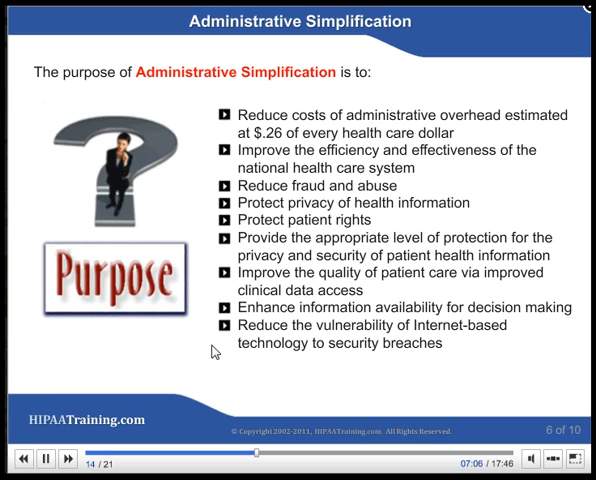 Administrative Simplification
The purpose of Administrative Simplification is to:
Reduce costs of administrative overhead estimated
at $.26 of every health care dollar
Improve the efficiency and effectiveness of the
national health care system
Reduce fraud and abuse
Protect privacy of health information
Protect patient rights
Provide the appropriate level of protection for the
privacy and security of patient health information
Improve the quality of patient care via improved
clinical data access
Enhance information availability for decision making
Reduce the vulnerability of Internet-based
technology to security breaches
Purpose
HIPAATraining.com
© Copyright 2002-2011, HIPAATraining.com. All Rights Reserved.
6 of 10
14 / 21
07:06 / 17:46